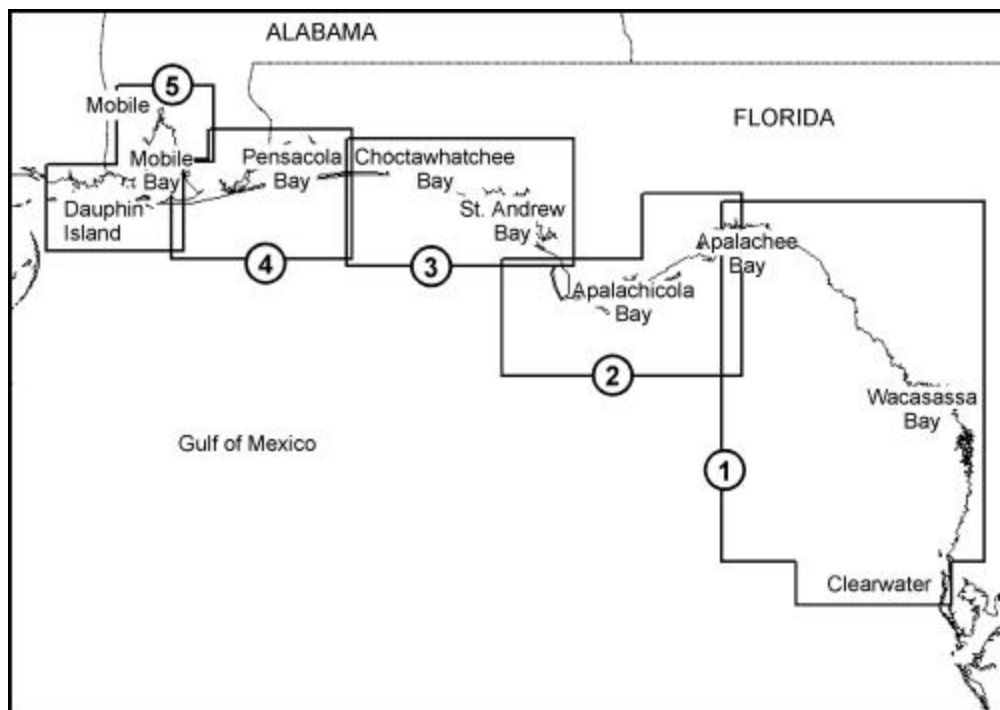 ALABAMA
5
Mobile
FLORIDA
Mobile
Bay
Pensacola
Bay
Choctawhatchee
Bay
Dauphin
Island
St. Andrew
Bay
4
3
Apalachee
Bay
Apalachicola
Bay
2
Wacasassa
Bay
Gulf of Mexico
1
Clearwater